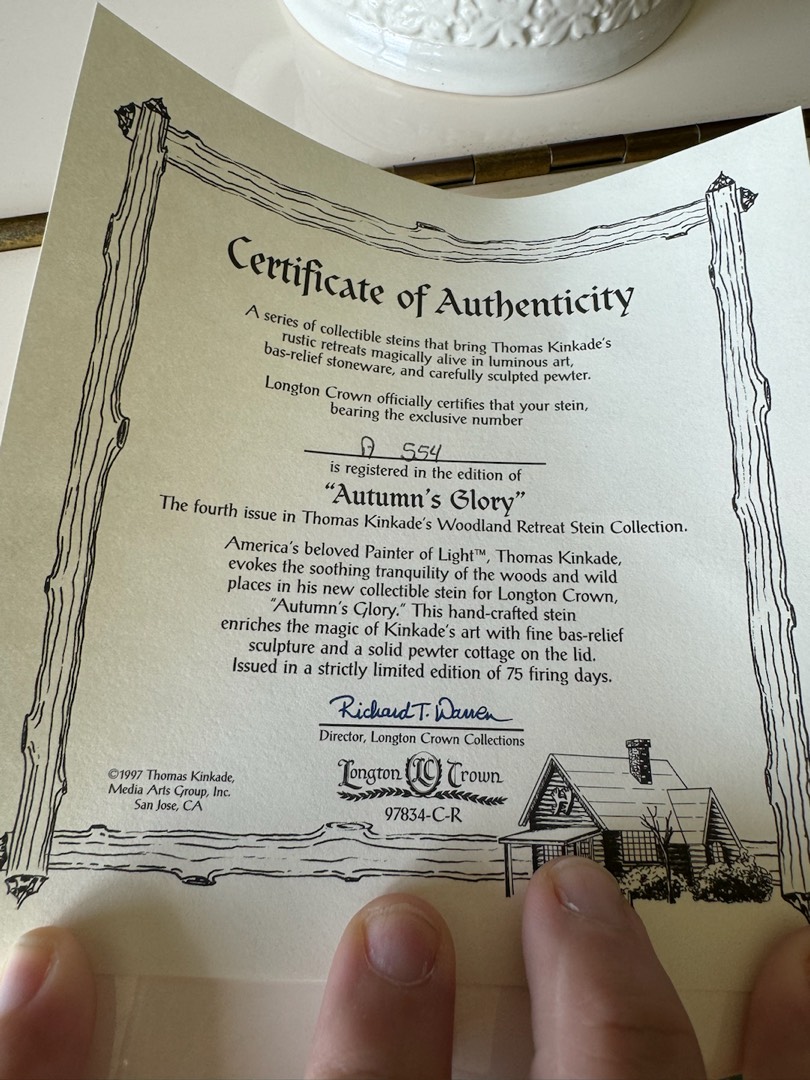 Certificate of Authenticity
A series of collectible steins that bring Thomas Kinkade's
rustic retreats magically alive in luminous art,
bas-relief stoneware, and carefully sculpted pewter.
Longton Crown officially certifies that your stein,
bearing the exclusive number
A 554
is registered in the edition of
"Autumn's Glory"
The fourth issue in Thomas Kinkade's Woodland Retreat Stein Collection.
America's beloved Painter of Light™, Thomas Kinkade,
evokes the soothing tranquility of the woods and wild
places in his new collectible stein for Longton Crown,
"Autumn's Glory." This hand-crafted stein
enriches the magic of Kinkade's art with fine bas-relief
sculpture and a solid pewter cottage on the lid.
Issued in a strictly limited edition of 75 firing days.
Richard T. Warren
Director, Longton Crown Collections
Longton LC Crown
97834-C-R
©1997 Thomas Kinkade,
Media Arts Group, Inc.
San Jose, CA